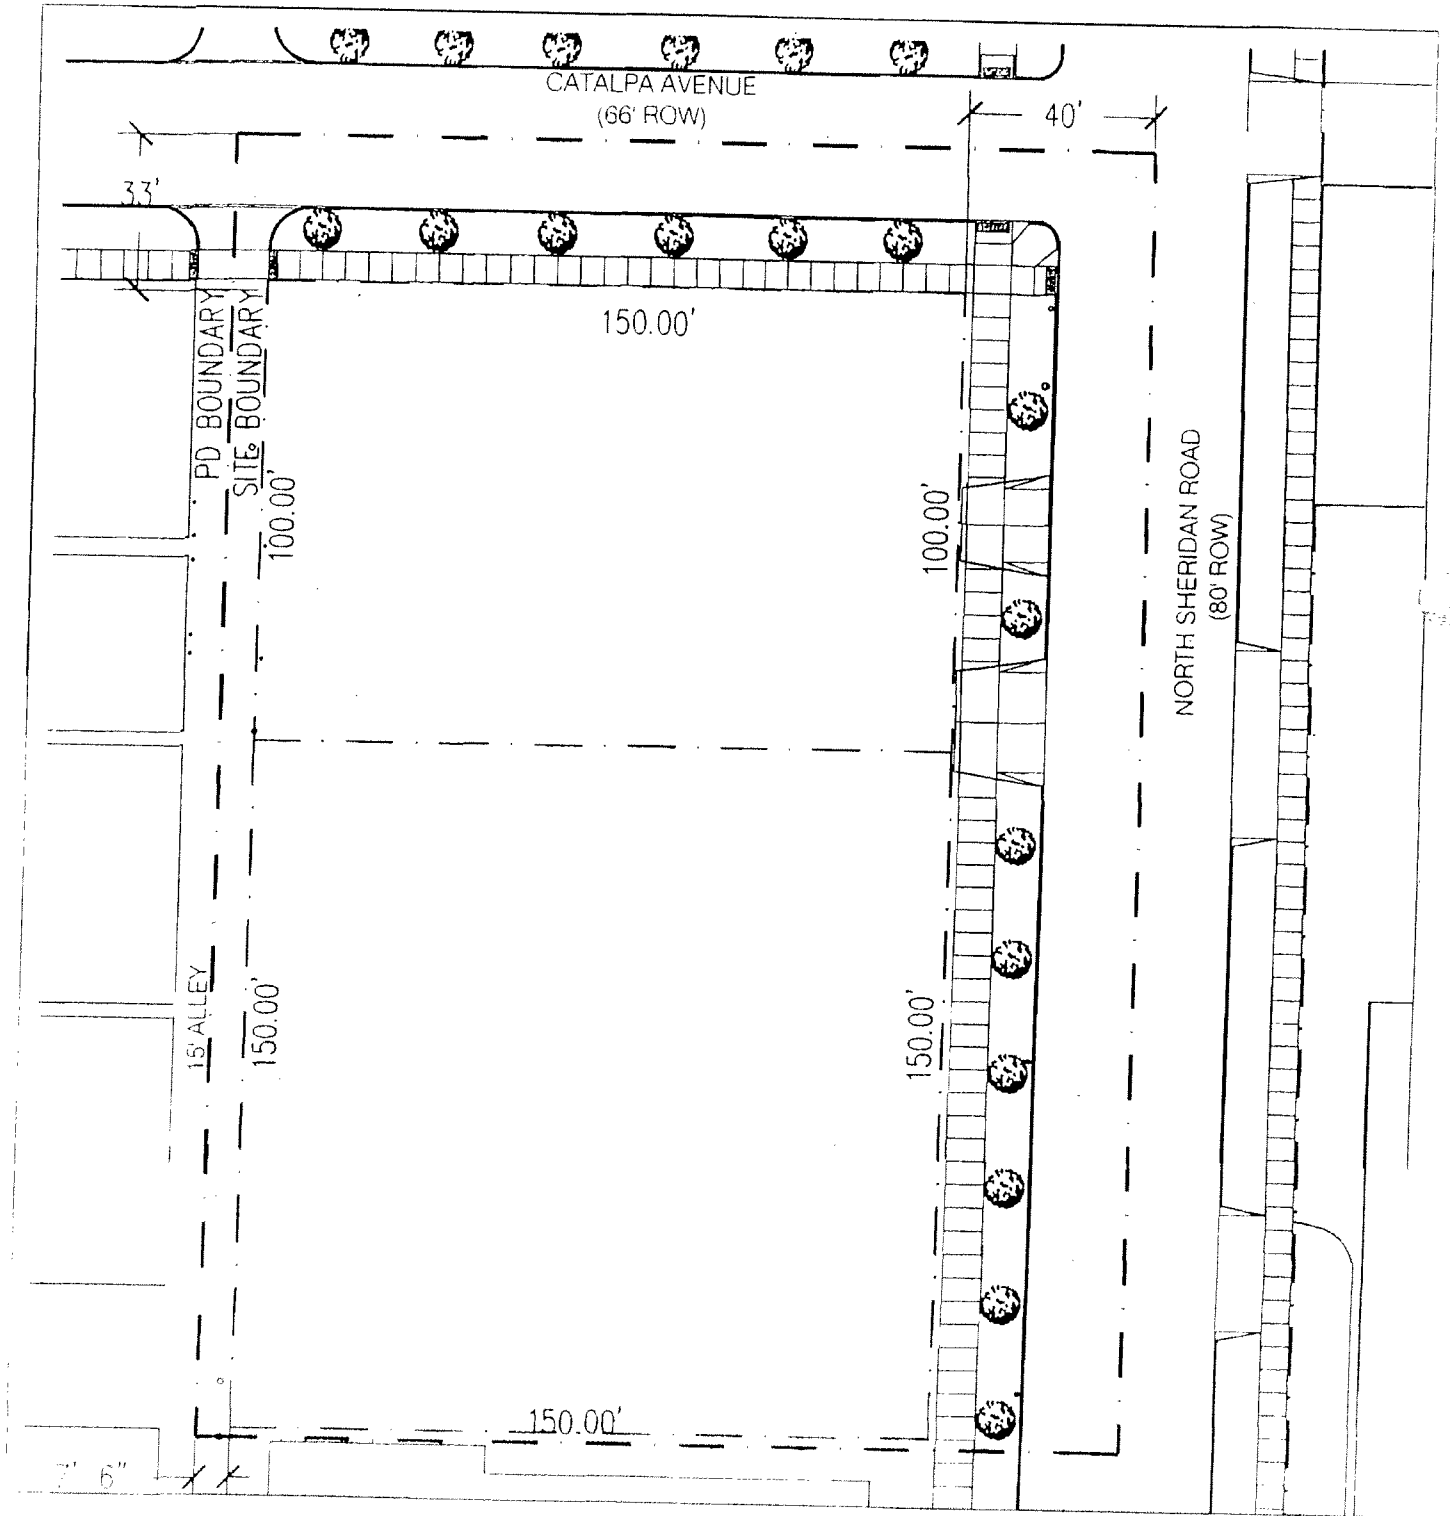 CATALPA AVENUE
(66' ROW)
40'
33'
150.00'
PD BOUNDARY
SITE BOUNDARY
100.00'
100.00'
NORTH SHERIDAN ROAD
(80' ROW)
15' ALLEY
150.00'
150.00'
150.00'
7' 6"